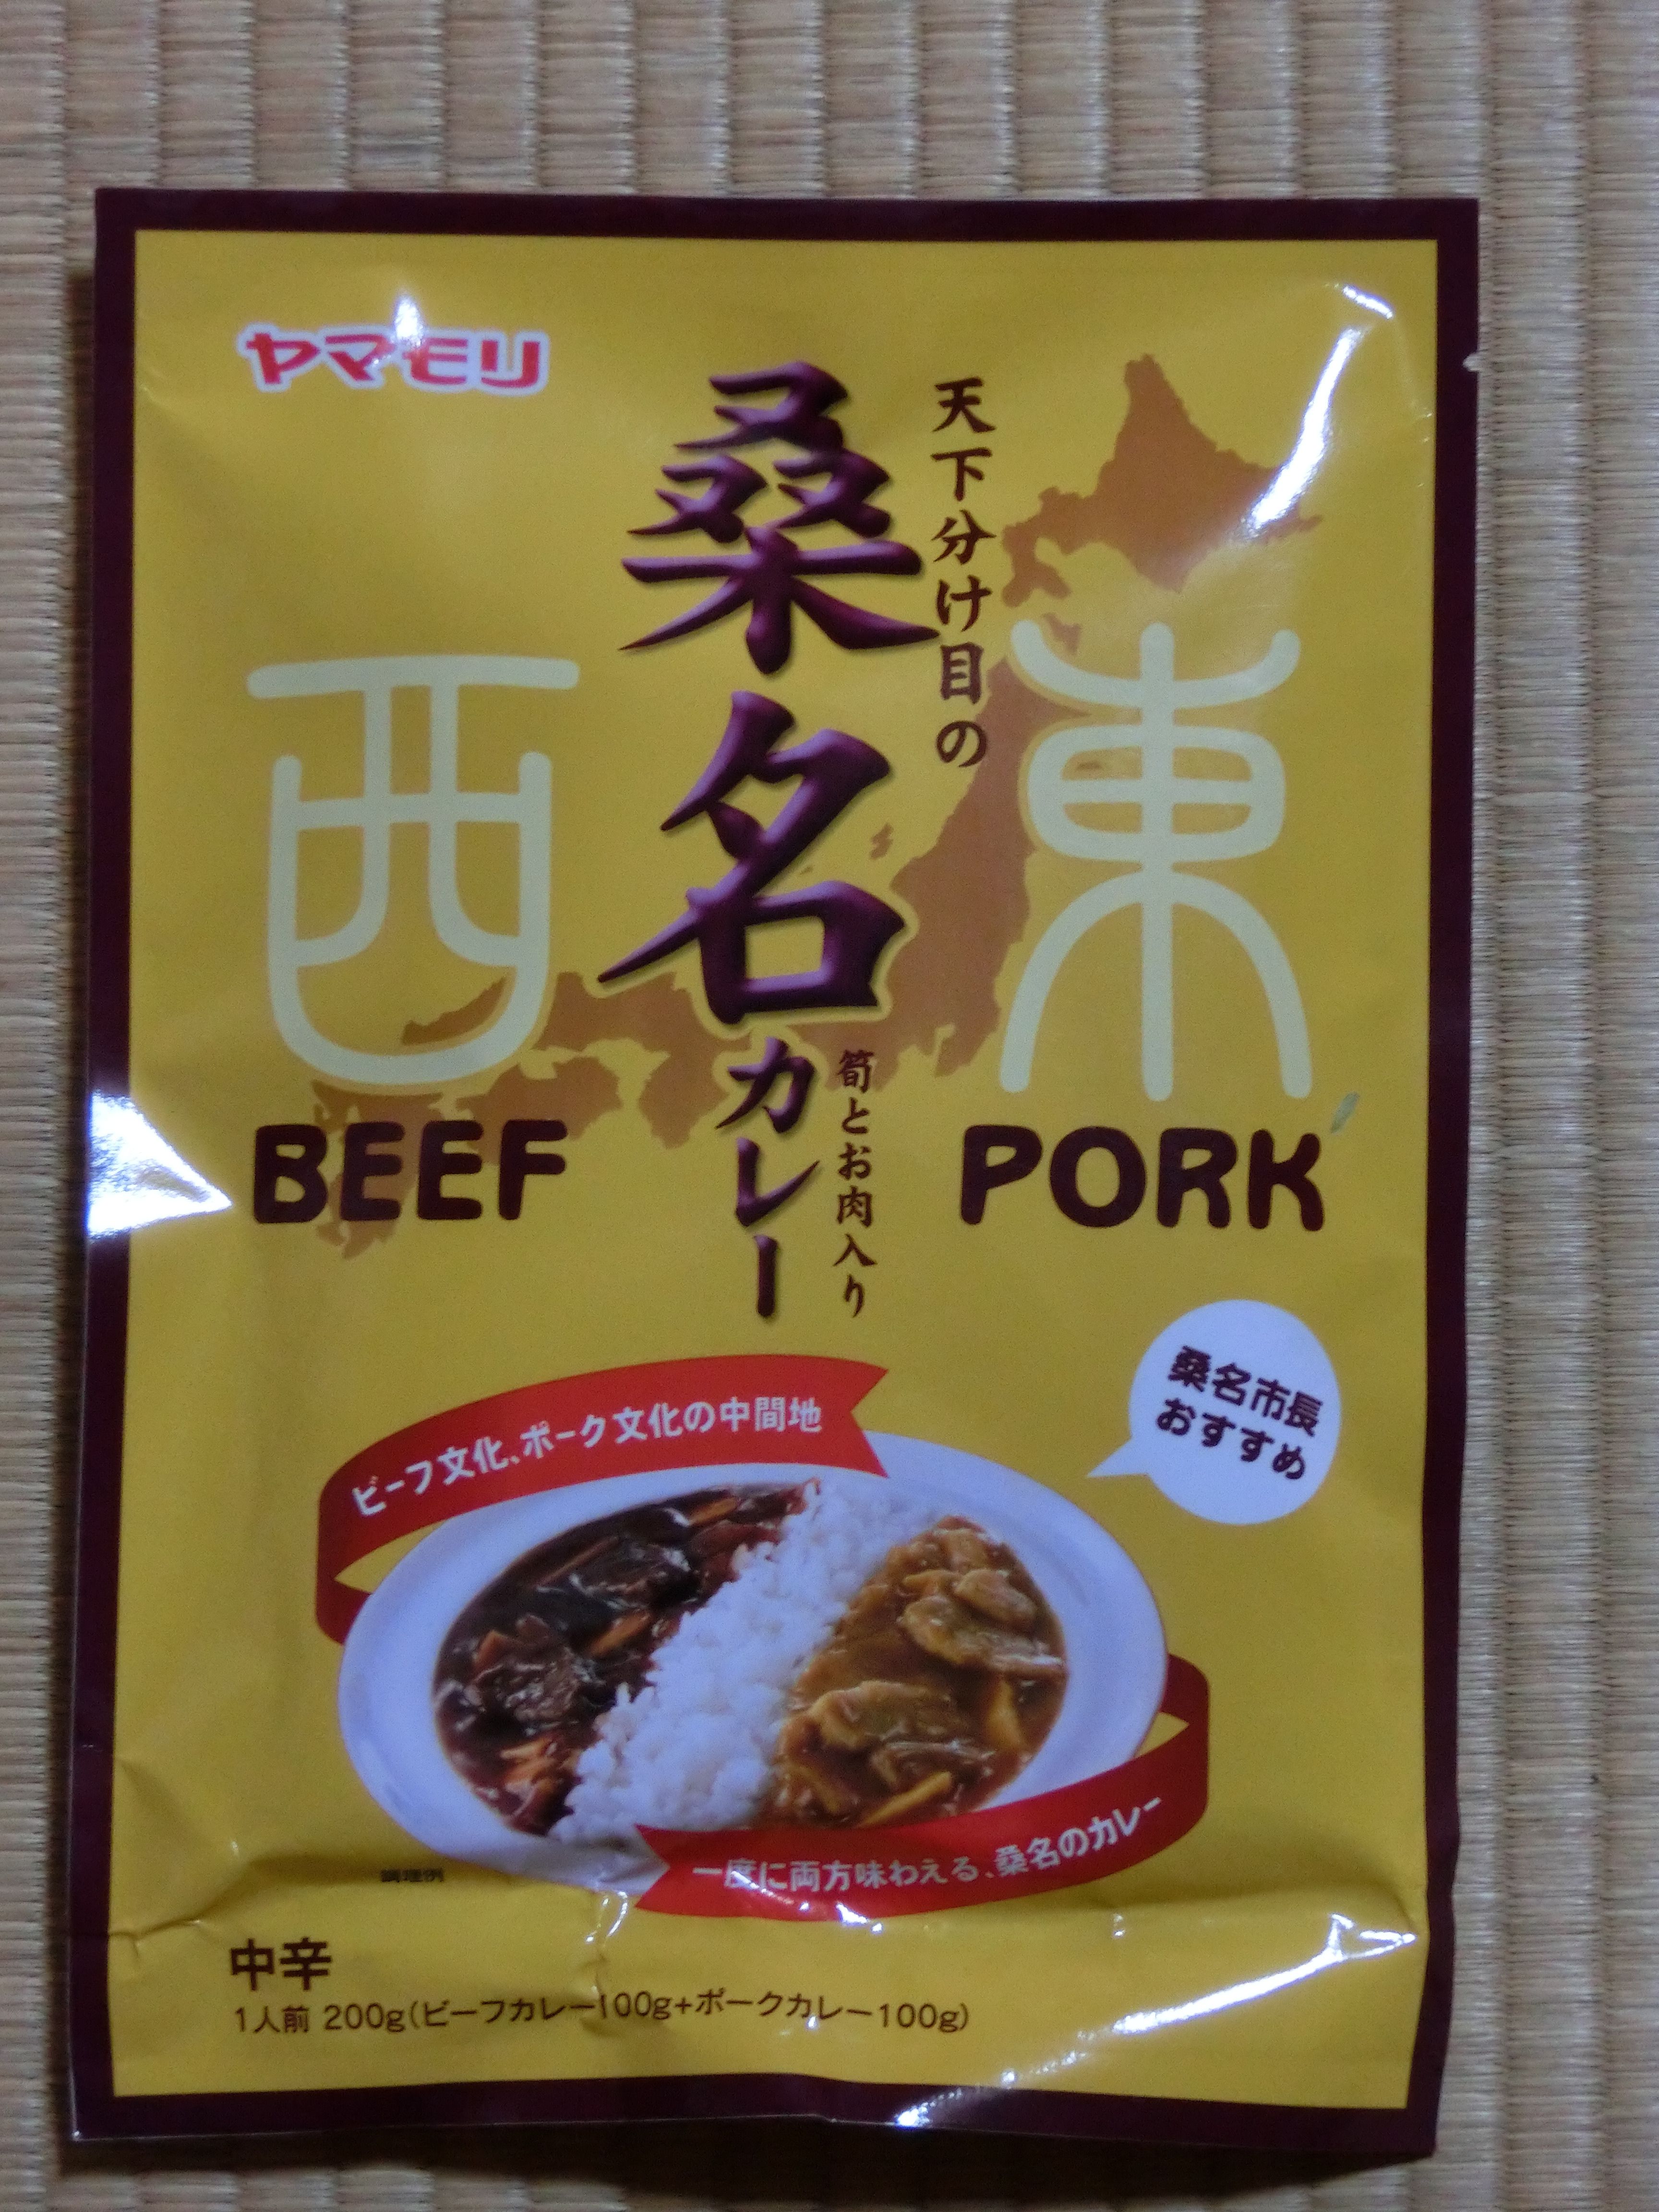 ヤマモリ
天下分け目の
桑名カレー
筍とお肉入り
東
PORK
西
BEEF
桑名市長
おすすめ
ビーフ文化、ポーク文化の中間地
一度に両方味わえる、桑名のカレー
調理例
中辛
1人前 200g(ビーフカレー100g+ポークカレー100g)